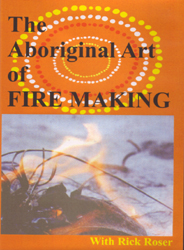 The
Aboriginal Art
of
FIRE MAKING
With Rick Roser